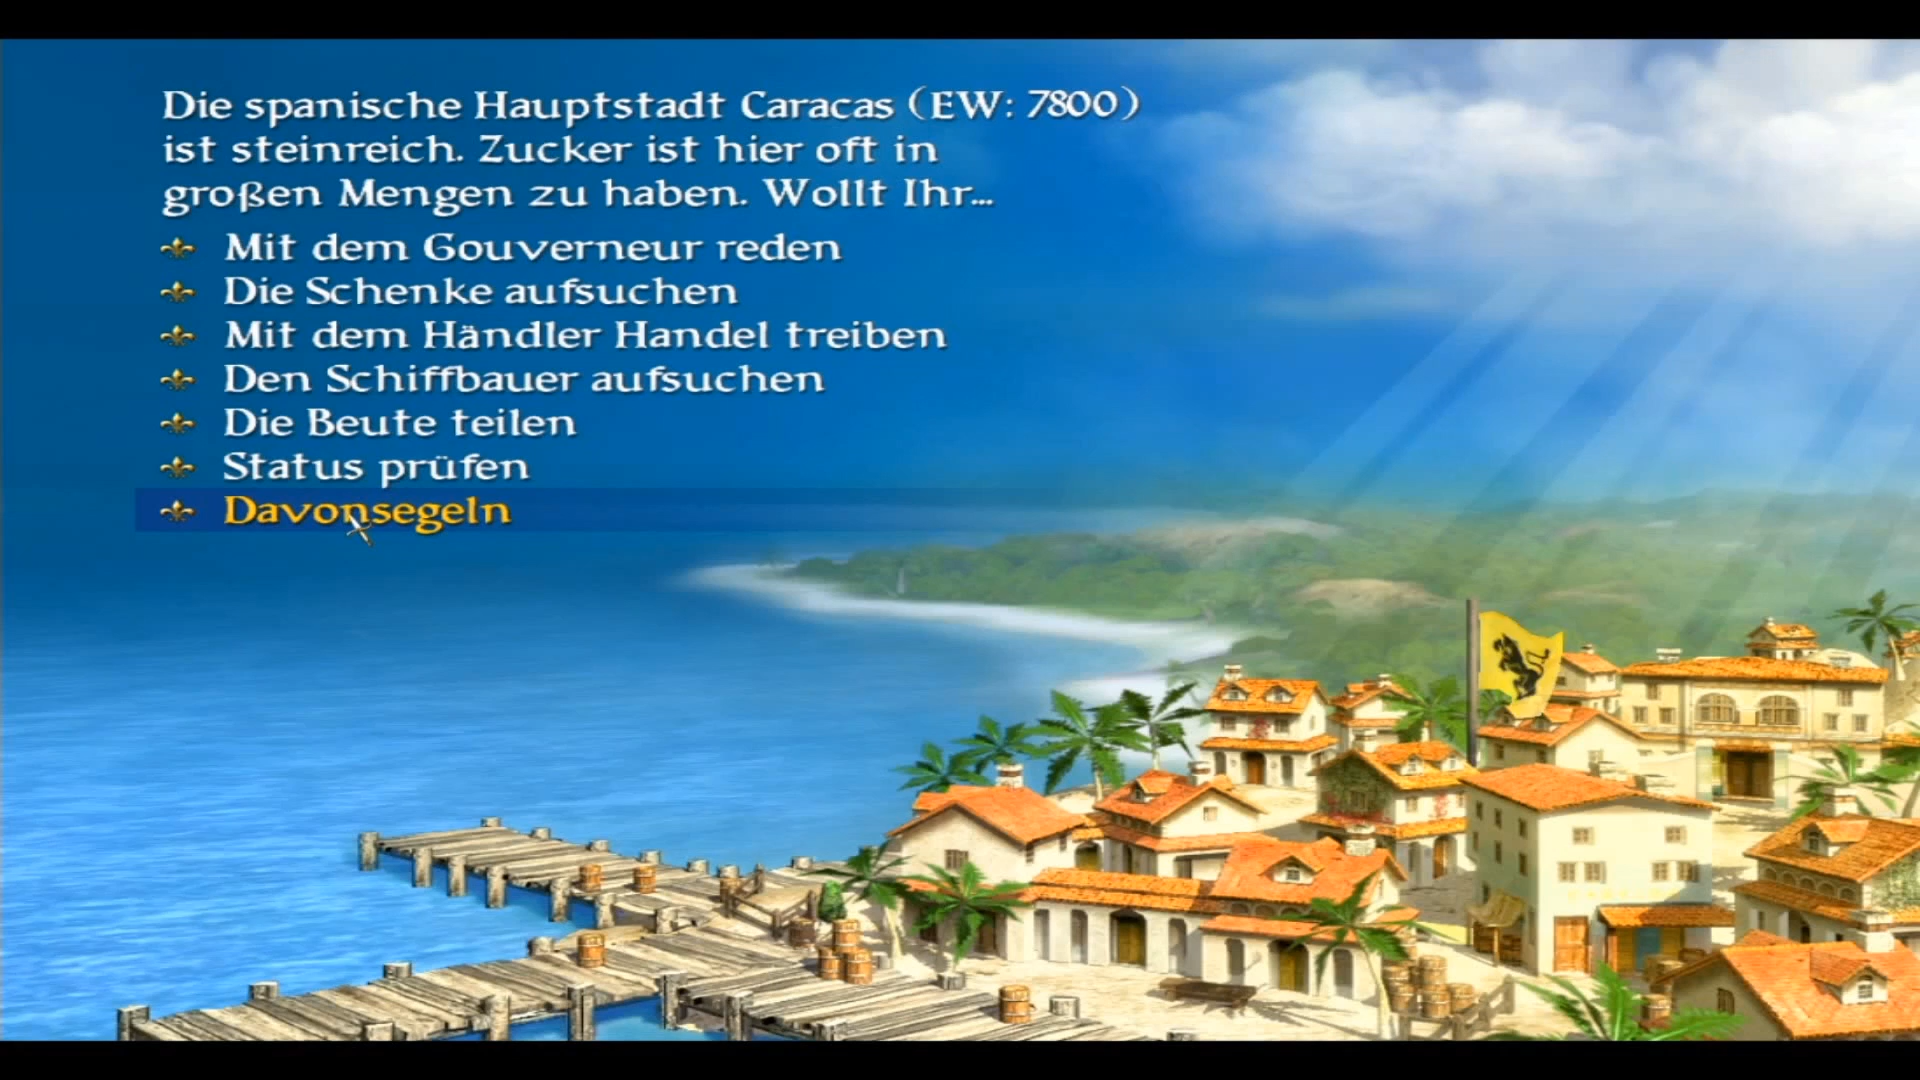 Die spanische Hauptstadt Caracas (EW: 7800)
ist steinreich. Zucker ist hier oft in
großen Mengen zu haben. Wollt Ihr...
Mit dem Gouverneur reden
Die Schenke aufsuchen
Mit dem Händler Handel treiben
Den Schiffbauer aufsuchen
Die Beute teilen
Status prüfen
Davonsegeln